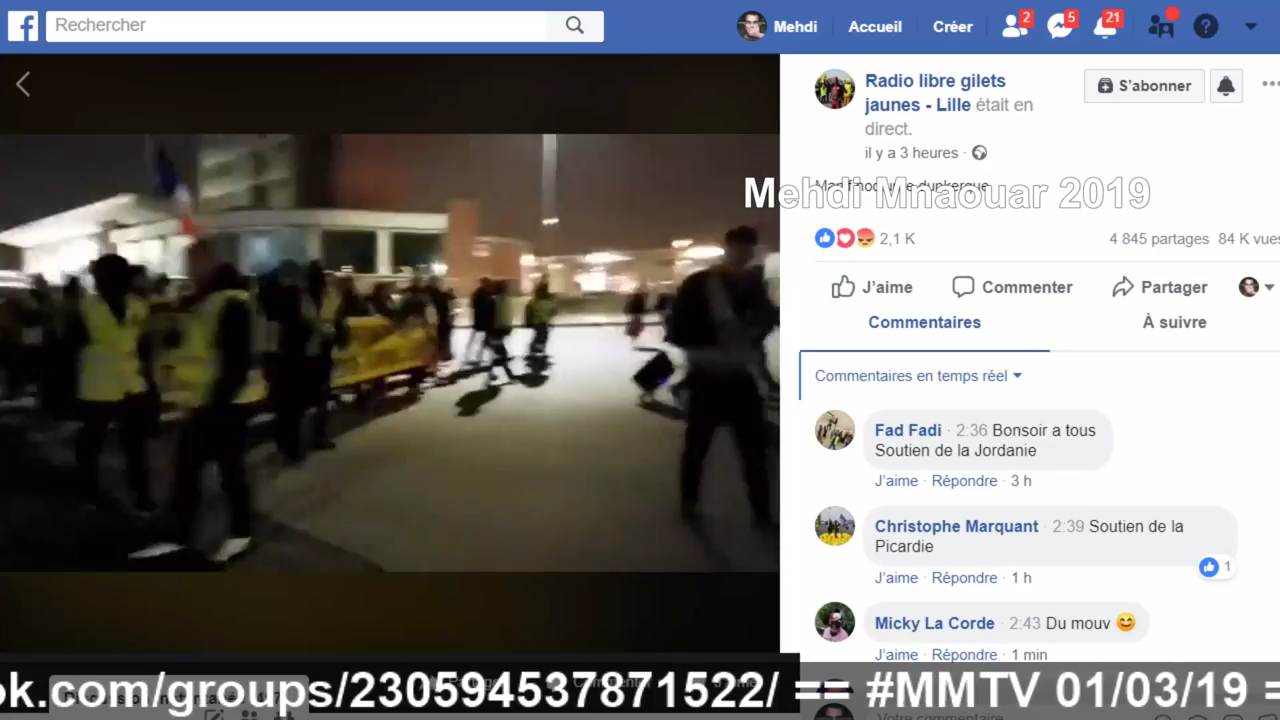 f
Rechercher
Mehdi
Accueil
Créer
2
5
21
?
Radio libre gilets
jaunes - Lille était en
direct.
il y a 3 heures ·
S'abonner
Mehdi Mnaouar 2019
2,1 K
4 845 partages 84 K vues
J'aime
Commenter
Partager
Commentaires
À suivre
Commentaires en temps réel
Fad Fadi · 2:36 Bonsoir a tous
Soutien de la Jordanie
J'aime · Répondre · 3 h
Christophe Marquant · 2:39 Soutien de la
Picardie
1
J'aime · Répondre · 1 h
Micky La Corde · 2:43 Du mouv 😊
J'aime · Répondre · 1 min
ok.com/groups/230594537871522/ == #MMTV 01/03/19 =
Votre commentaire